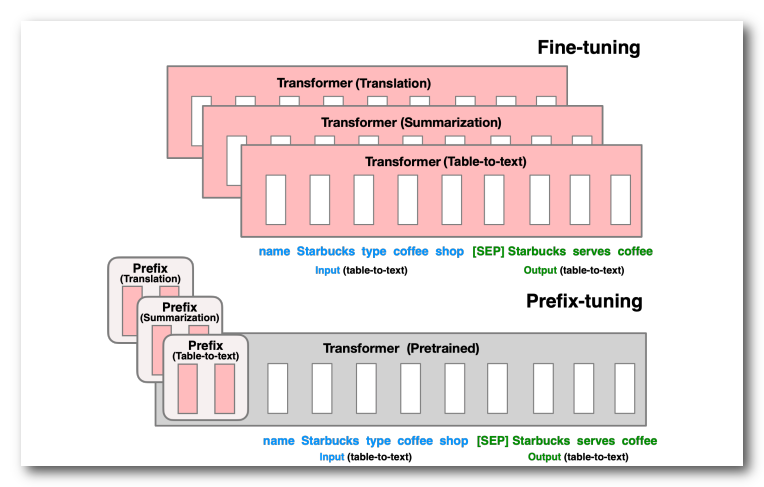 Fine-tuning
Transformer (Translation)
Transformer (Summarization)
Transformer (Table-to-text)
name Starbucks type coffee shop [SEP] Starbucks serves coffee
Input (table-to-text) Output (table-to-text)
Prefix-tuning
Prefix
(Translation)
Prefix
(Summarization)
Prefix
(Table-to-text)
Transformer (Pretrained)
name Starbucks type coffee shop [SEP] Starbucks serves coffee
Input (table-to-text) Output (table-to-text)